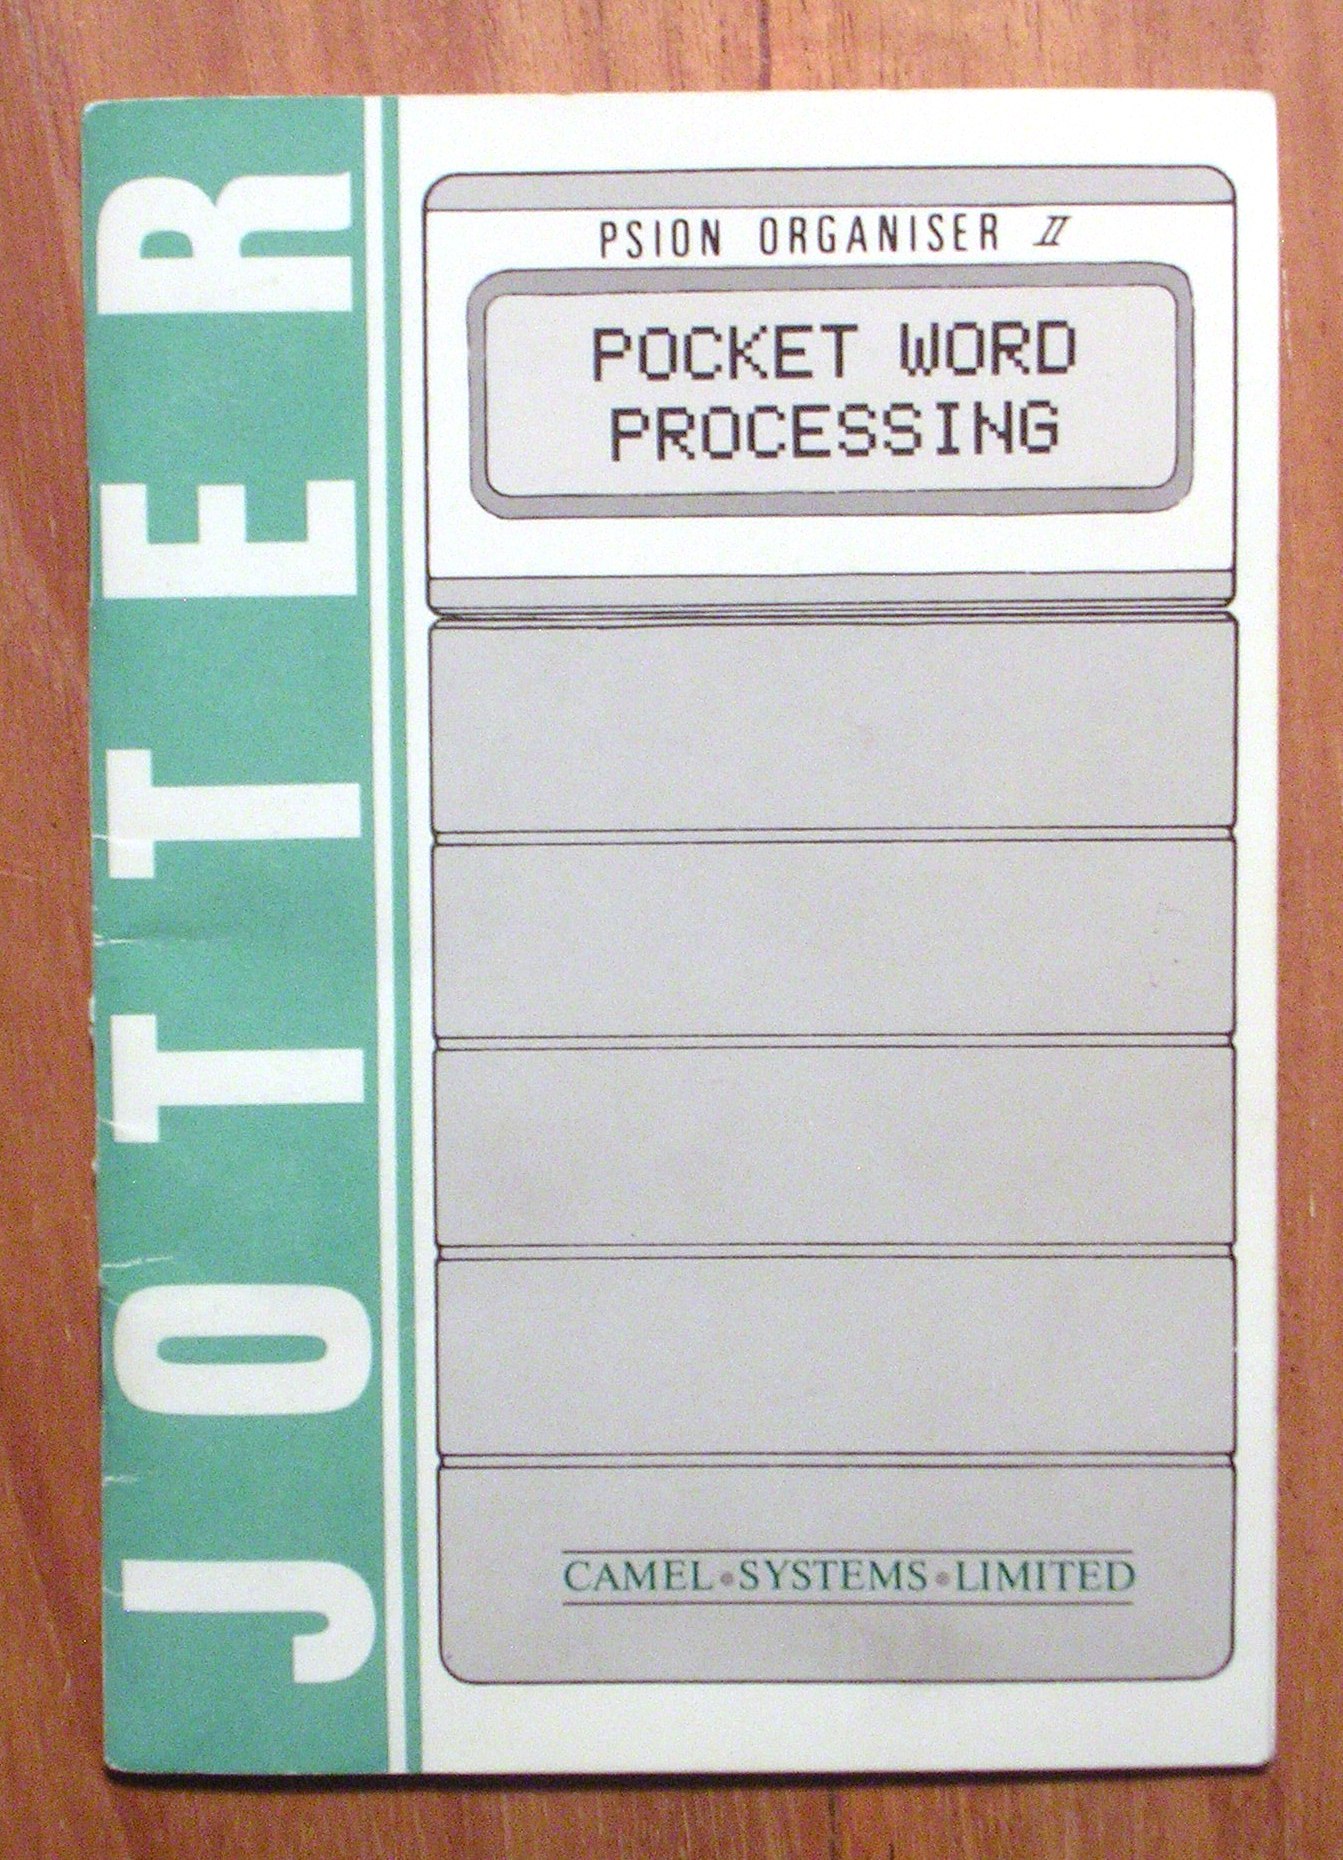 JOTTER
PSION ORGANISER II
POCKET WORD
PROCESSING
CAMEL•SYSTEMS•LIMITED